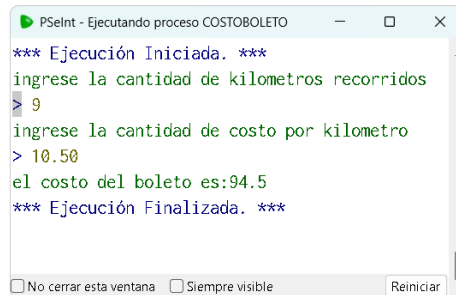 PSeInt - Ejecutando proceso COSTOBOLETO
*** Ejecución Iniciada. ***
ingrese la cantidad de kilometros recorridos
> 9
ingrese la cantidad de costo por kilometro
> 10.50
el costo del boleto es:94.5
*** Ejecución Finalizada. ***
No cerrar esta ventana Siempre visible Reiniciar